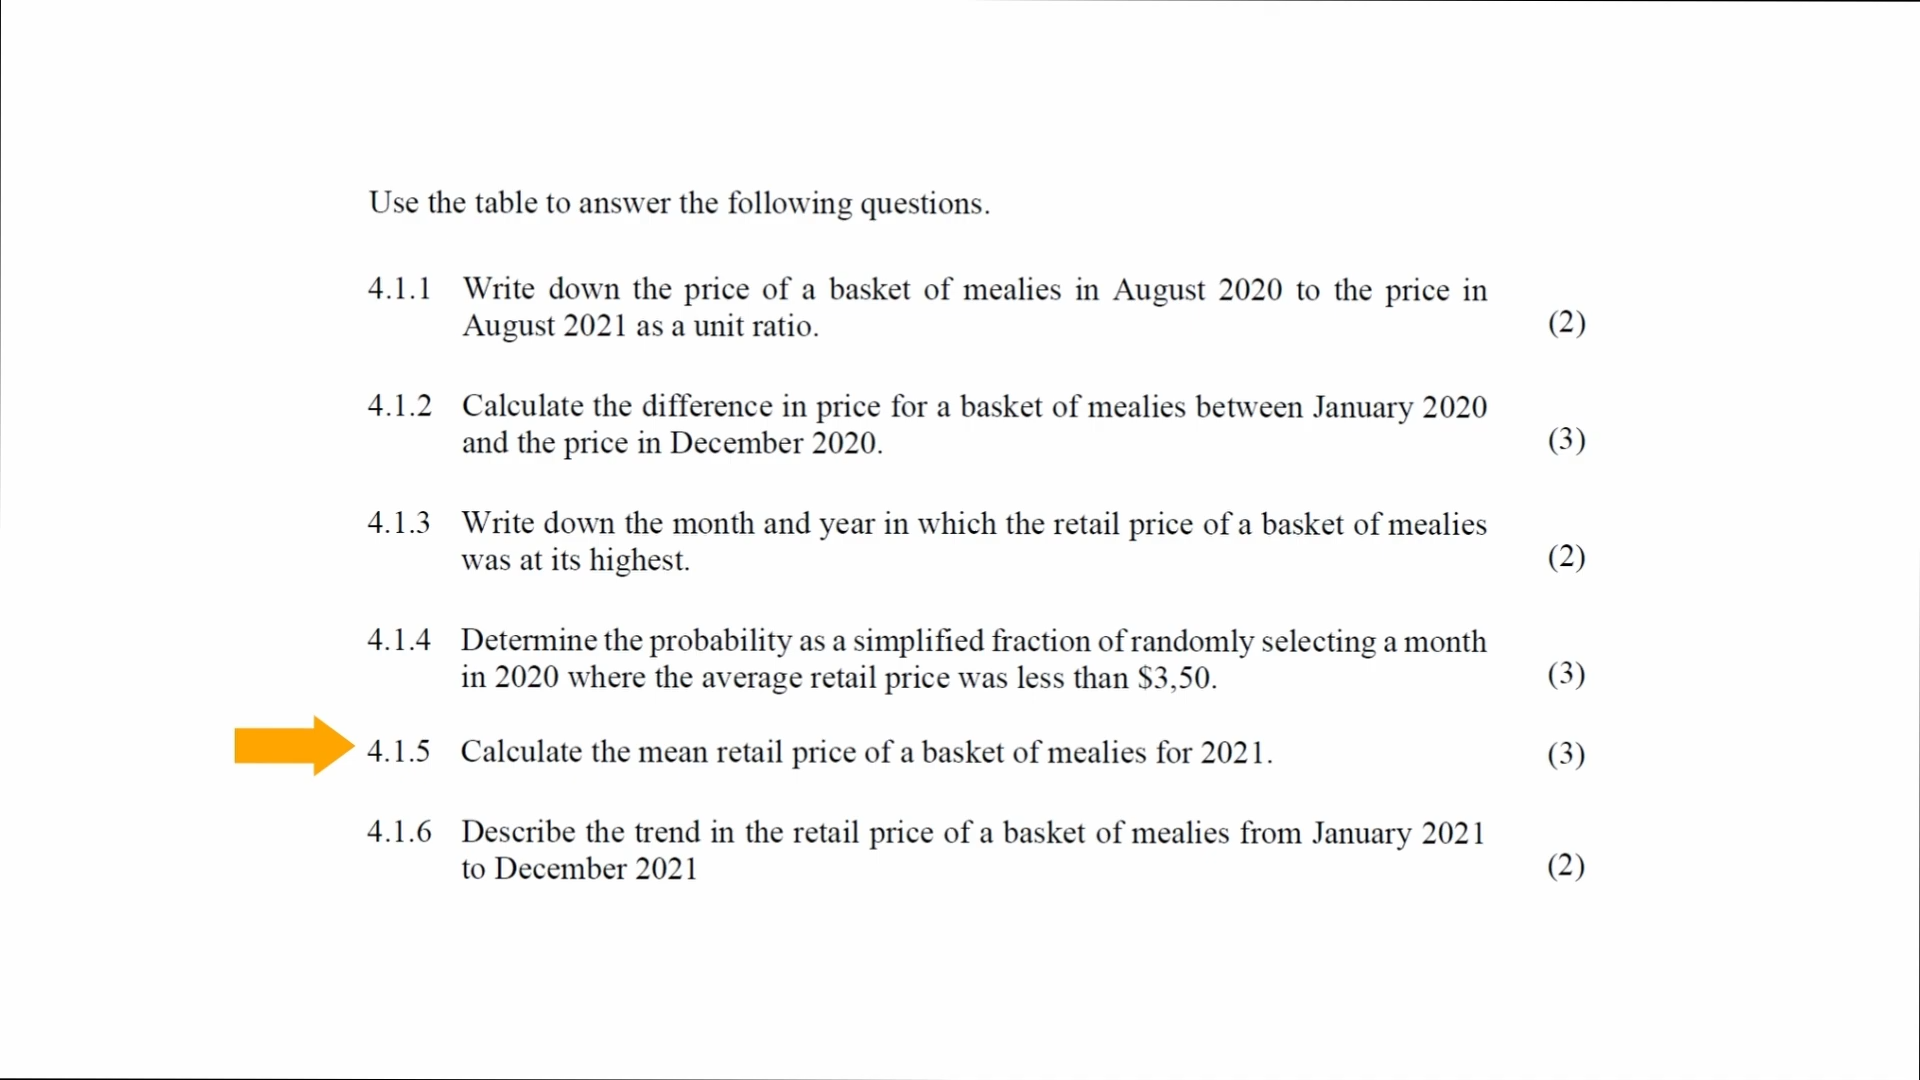 Use the table to answer the following questions.
4.1.1 Write down the price of a basket of mealies in August 2020 to the price in
August 2021 as a unit ratio. (2)
4.1.2 Calculate the difference in price for a basket of mealies between January 2020
and the price in December 2020. (3)
4.1.3 Write down the month and year in which the retail price of a basket of mealies
was at its highest. (2)
4.1.4 Determine the probability as a simplified fraction of randomly selecting a month
in 2020 where the average retail price was less than $3,50. (3)
4.1.5 Calculate the mean retail price of a basket of mealies for 2021. (3)
4.1.6 Describe the trend in the retail price of a basket of mealies from January 2021
to December 2021 (2)